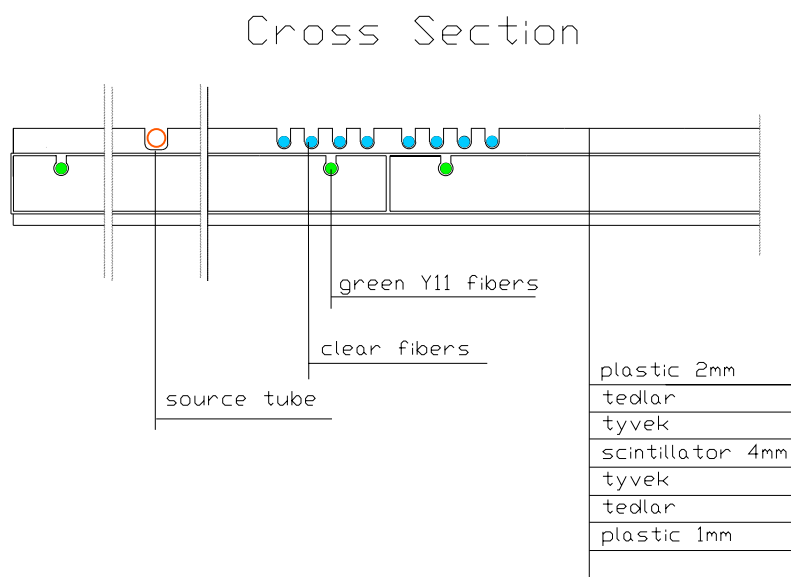 Cross Section
green Y11 fibers
clear fibers
source tube
plastic 2mm
tedlar
tyvek
scintillator 4mm
tyvek
tedlar
plastic 1mm